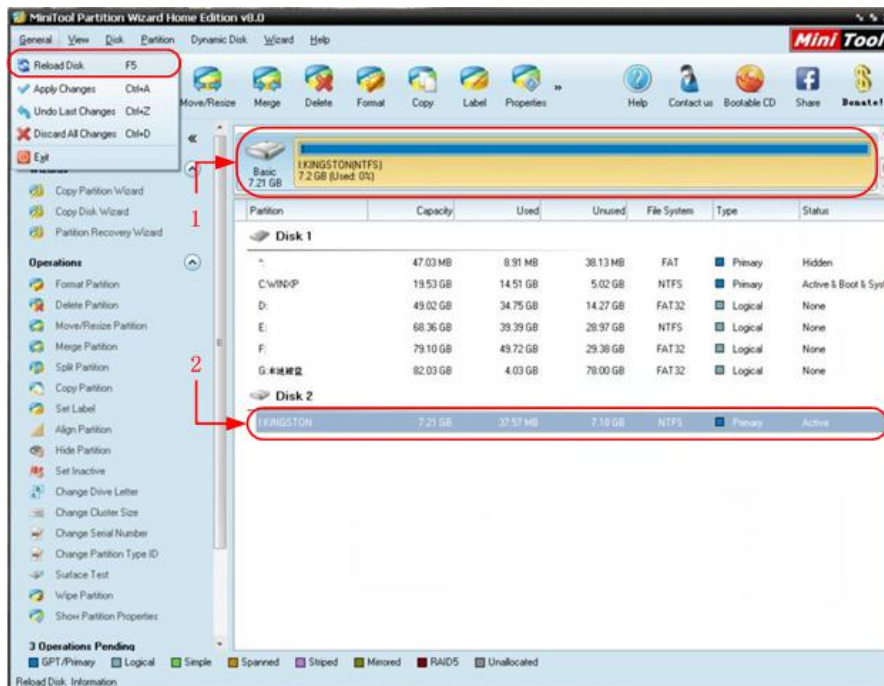 MiniTool Partition Wizard Home Edition v8.0
General View Disk Partition Dynamic Disk Wizard Help
Mini Tool
Reload Disk F5
Apply Changes Ctrl+A
Undo Last Changes Ctrl+Z
Discard All Changes Ctrl+D
Exit
Move/Resize Merge Delete Format Copy Label Properties » Help Contact us Bootable CD Share Donate!
«
Basic
7.21 GB
I:KINGSTON(NTFS)
7.2 GB (Used: 0%)
1
Copy Partition Wizard
Copy Disk Wizard
Partition Recovery Wizard
Operations
Format Partition
Delete Partition
Move/Resize Partition
Merge Partition
Split Partition
Copy Partition
Set Label
Align Partition
Hide Partition
Set Inactive
Change Drive Letter
Change Cluster Size
Change Serial Number
Change Partition Type ID
Surface Test
Wipe Partition
Show Partition Properties
3 Operations Pending
2
Partition Capacity Used Unused File System Type Status
Disk 1
*: 47.03 MB 8.91 MB 38.13 MB FAT Primary Hidden
C:WINXP 19.53 GB 14.51 GB 5.02 GB NTFS Primary Active & Boot & Sys
D: 49.02 GB 34.75 GB 14.27 GB FAT32 Logical None
E: 68.36 GB 39.39 GB 28.97 GB NTFS Logical None
F: 79.10 GB 49.72 GB 29.38 GB FAT32 Logical None
G:本地磁盘 82.03 GB 4.03 GB 78.00 GB FAT32 Logical None
Disk 2
I:KINGSTON 7.21 GB 37.57 MB 7.18 GB NTFS Primary Active
GPT/Primary Logical Simple Spanned Striped Mirrored RAID5 Unallocated
Reload Disk Information